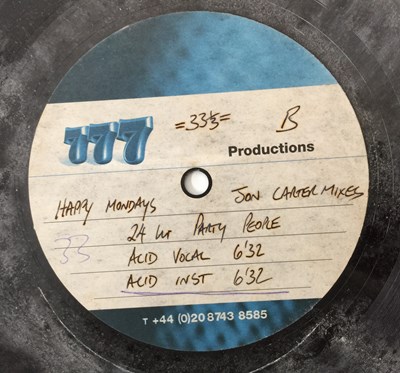 777 =33⅓= B
Productions
HAPPY MONDAYS JON CARTER MIXES
33 24 HR PARTY PEOPLE
ACID VOCAL 6'32
ACID INST 6'32
T +44 (0)20 8743 8585